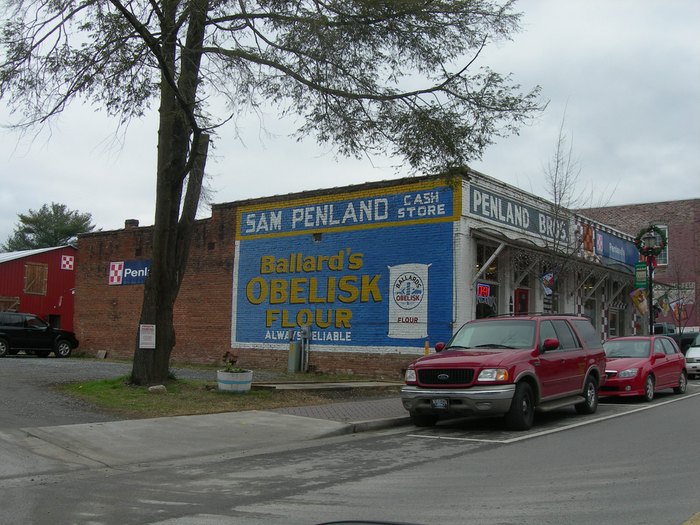 SAM PENLAND CASH STORE
Ballard's
OBELISK
FLOUR
ALWAYS RELIABLE
BALLARD'S
OBELISK
FLOUR
PENLAND BROS
Penl